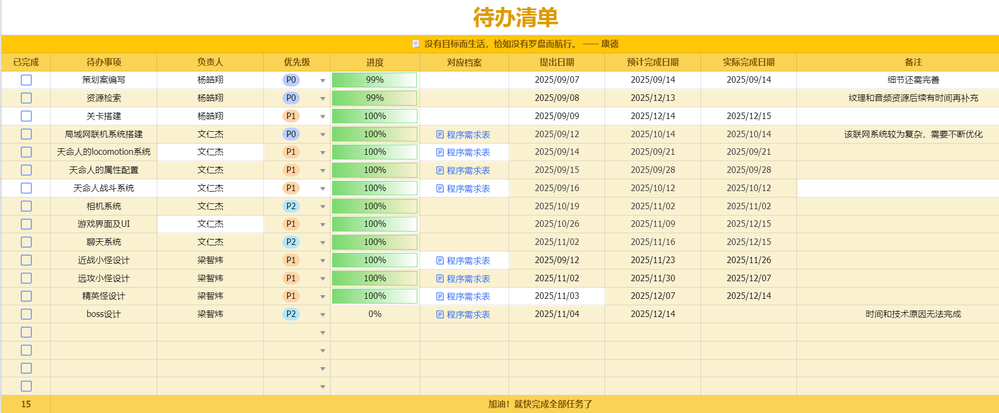 待办清单
没有目标而生活，恰如没有罗盘而航行。 —— 康德
已完成 待办事项 负责人 优先级 进度 对应档案 提出日期 预计完成日期 实际完成日期 备注
策划案编写 杨皓翔 P0 99% 2025/09/07 2025/09/14 2025/09/14 细节还需完善
资源检索 杨皓翔 P0 99% 2025/09/08 2025/12/13 纹理和音频资源后续有时间再补充
关卡搭建 杨皓翔 P1 100% 2025/09/09 2025/12/14 2025/12/15
局域网联机系统搭建 文仁杰 P0 100% 程序需求表 2025/09/12 2025/10/14 2025/10/14 该联网系统较为复杂，需要不断优化
天命人的locomotion系统 文仁杰 P1 100% 程序需求表 2025/09/14 2025/09/21 2025/09/21
天命人的属性配置 文仁杰 P1 100% 程序需求表 2025/09/15 2025/09/28 2025/09/28
天命人战斗系统 文仁杰 P1 100% 程序需求表 2025/09/16 2025/10/12 2025/10/12
相机系统 文仁杰 P2 100% 2025/10/19 2025/11/02 2025/11/02
游戏界面及UI 文仁杰 P1 100% 2025/10/26 2025/11/09 2025/12/15
聊天系统 文仁杰 P2 100% 2025/11/02 2025/11/16 2025/12/15
近战小怪设计 梁智炜 P1 100% 程序需求表 2025/09/12 2025/11/23 2025/11/26
远攻小怪设计 梁智炜 P1 100% 程序需求表 2025/11/02 2025/11/30 2025/12/07
精英怪设计 梁智炜 P1 100% 程序需求表 2025/11/03 2025/12/07 2025/12/14
boss设计 梁智炜 P2 0% 程序需求表 2025/11/04 2025/12/14 时间和技术原因无法完成
15 加油！就快完成全部任务了